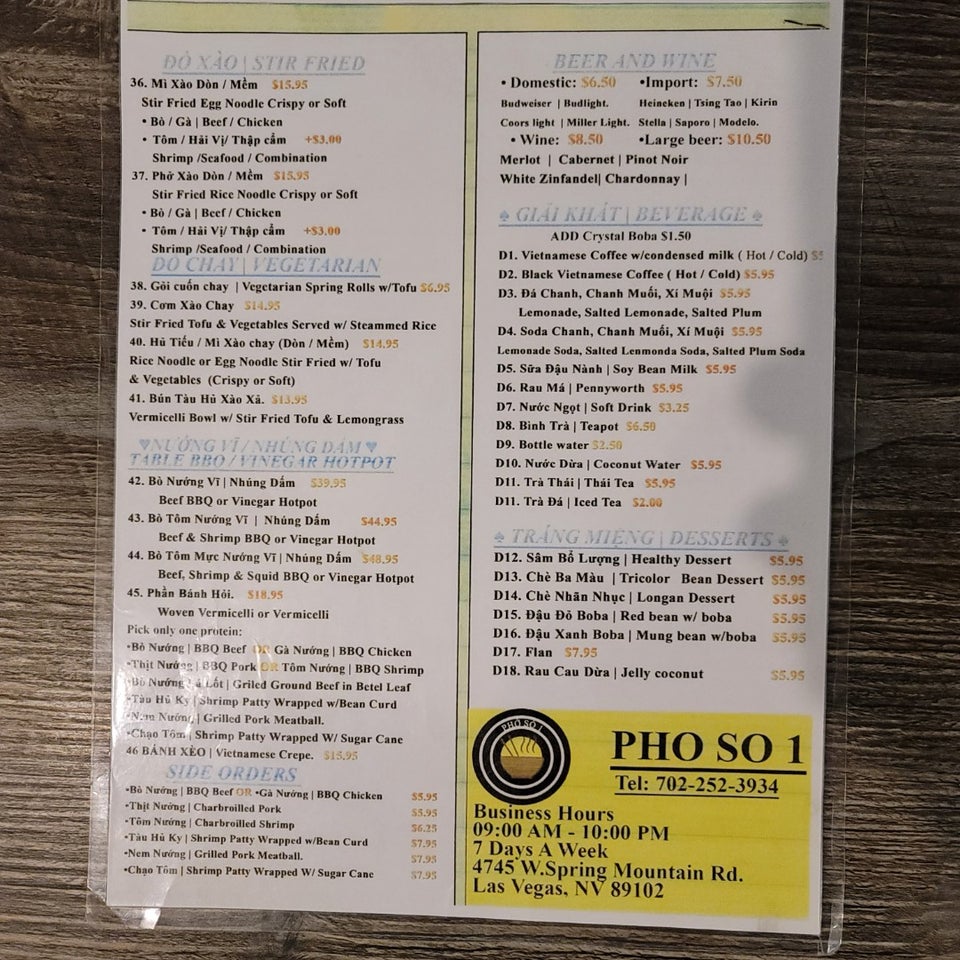 ĐỒ XÀO | STIR FRIED
36. Mì Xào Dòn / Mềm $15.95
Stir Fried Egg Noodle Crispy or Soft
• Bò / Gà | Beef / Chicken
• Tôm / Hải Vị/ Thập cẩm +$3.00
Shrimp /Seafood / Combination
37. Phở Xào Dòn / Mềm $15.95
Stir Fried Rice Noodle Crispy or Soft
• Bò / Gà | Beef / Chicken
• Tôm / Hải Vị/ Thập cẩm +$3.00
Shrimp /Seafood / Combination
ĐỒ CHAY | VEGETARIAN
38. Gỏi cuốn chay | Vegetarian Spring Rolls w/Tofu $6.95
39. Cơm Xào Chay $14.95
Stir Fried Tofu & Vegetables Served w/ Steammed Rice
40. Hủ Tiếu / Mì Xào chay (Dòn / Mềm) $14.95
Rice Noodle or Egg Noodle Stir Fried w/ Tofu
& Vegetables (Crispy or Soft)
41. Bún Tàu Hủ Xào Xả. $13.95
Vermicelli Bowl w/ Stir Fried Tofu & Lemongrass
♥NƯỚNG VĨ / NHÚNG DẤM ♥
TABLE BBQ / VINEGAR HOTPOT
42. Bò Nướng Vĩ | Nhúng Dấm $39.95
Beef BBQ or Vinegar Hotpot
43. Bò Tôm Nướng Vĩ | Nhúng Dấm $44.95
Beef & Shrimp BBQ or Vinegar Hotpot
44. Bò Tôm Mực Nướng Vĩ | Nhúng Dấm $48.95
Beef, Shrimp & Squid BBQ or Vinegar Hotpot
45. Phần Bánh Hỏi. $18.95
Woven Vermicelli or Vermicelli
Pick only one protein:
•Bò Nướng | BBQ Beef OR Gà Nướng | BBQ Chicken
•Thịt Nướng | BBQ Pork OR Tôm Nướng | BBQ Shrimp
•Bò Nướng Lá Lốt | Griled Ground Beef in Betel Leaf
•Tàu Hủ Ky | Shrimp Patty Wrapped w/Bean Curd
•Nem Nướng | Grilled Pork Meatball.
•Chạo Tôm | Shrimp Patty Wrapped W/ Sugar Cane
46 BÁNH XÈO | Vietnamese Crepe. $15.95
SIDE ORDERS
•Bò Nướng | BBQ Beef OR •Gà Nướng | BBQ Chicken $5.95
•Thịt Nướng | Charbroilled Pork $5.95
•Tôm Nướng | Charbroilled Shrimp $6.25
•Tàu Hủ Ky | Shrimp Patty Wrapped w/Bean Curd $7.95
•Nem Nướng | Grilled Pork Meatball. $7.95
•Chạo Tôm | Shrimp Patty Wrapped W/ Sugar Cane $7.95
BEER AND WINE
• Domestic: $6.50 •Import: $7.50
Budweiser | Budlight. Heineken | Tsing Tao | Kirin
Coors light | Miller Light. Stella | Saporo | Modelo.
• Wine: $8.50 •Large beer: $10.50
Merlot | Cabernet | Pinot Noir
White Zinfandel| Chardonnay |
♠ GIẢI KHÁT | BEVERAGE ♠
ADD Crystal Boba $1.50
D1. Vietnamese Coffee w/condensed milk ( Hot / Cold) $5
D2. Black Vietnamese Coffee ( Hot / Cold) $5.95
D3. Đá Chanh, Chanh Muối, Xí Muội $5.95
Lemonade, Salted Lemonade, Salted Plum
D4. Soda Chanh, Chanh Muối, Xí Muội $5.95
Lemonade Soda, Salted Lenmonda Soda, Salted Plum Soda
D5. Sữa Đậu Nành | Soy Bean Milk $5.95
D6. Rau Má | Pennyworth $5.95
D7. Nước Ngọt | Soft Drink $3.25
D8. Bình Trà | Teapot $6.50
D9. Bottle water $2.50
D10. Nước Dừa | Coconut Water $5.95
D11. Trà Thái | Thái Tea $5.95
D11. Trà Đá | Iced Tea $2.00
♠ TRÁNG MIỆNG | DESSERTS ♠
D12. Sâm Bổ Lượng | Healthy Dessert $5.95
D13. Chè Ba Màu | Tricolor Bean Dessert $5.95
D14. Chè Nhãn Nhục | Longan Dessert $5.95
D15. Đậu Đỏ Boba | Red bean w/ boba $5.95
D16. Đậu Xanh Boba | Mung bean w/boba $5.95
D17. Flan $7.95
D18. Rau Cau Dừa | Jelly coconut $5.95
PHO SO 1
PHO SO 1
Tel: 702-252-3934
Business Hours
09:00 AM - 10:00 PM
7 Days A Week
4745 W.Spring Mountain Rd.
Las Vegas, NV 89102